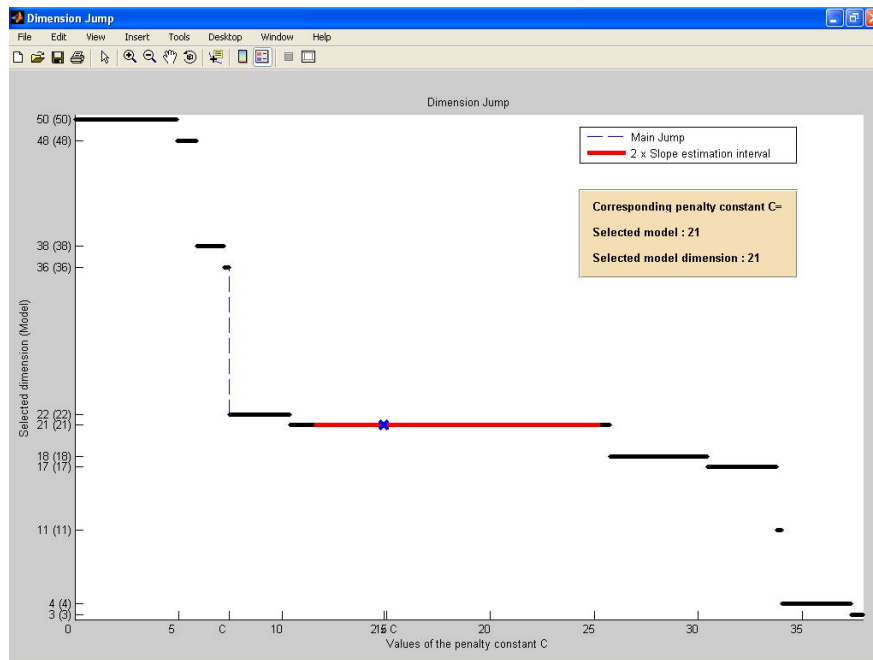 Dimension Jump
File Edit View Insert Tools Desktop Window Help
Dimension Jump
Main Jump
2 x Slope estimation interval
Corresponding penalty constant C=
Selected model : 21
Selected model dimension : 21
Selected dimension (Model)
50 (50)
48 (48)
38 (38)
36 (36)
22 (22)
21 (21)
18 (18)
17 (17)
11 (11)
4 (4)
3 (3)
0 5 C 10 C 20 25 30 35
Values of the penalty constant C